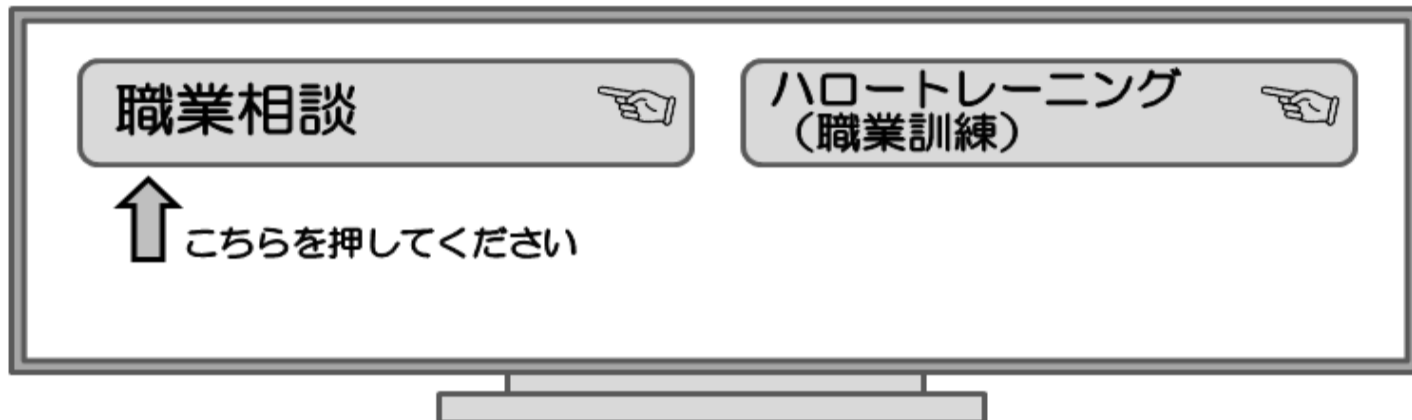 職業相談
ハロートレーニング
（職業訓練）
こちらを押してください